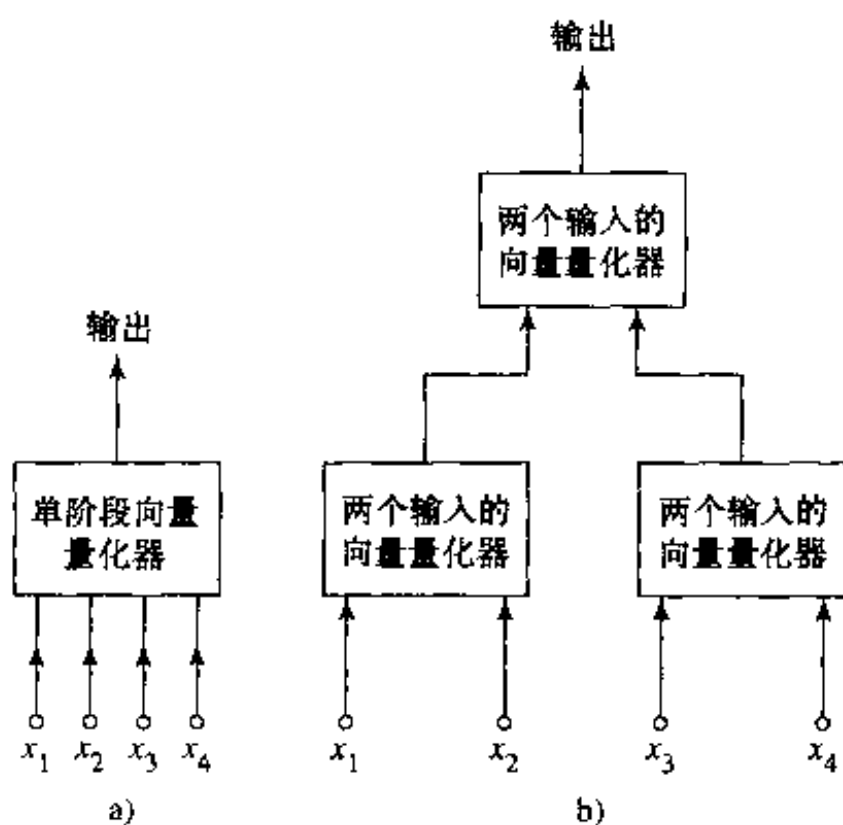 输出
两个输入的
向量量化器
输出
单阶段向量
量化器
两个输入的
向量量化器
两个输入的
向量量化器
x1 x2 x3 x4
x1 x2 x3 x4
a) b)